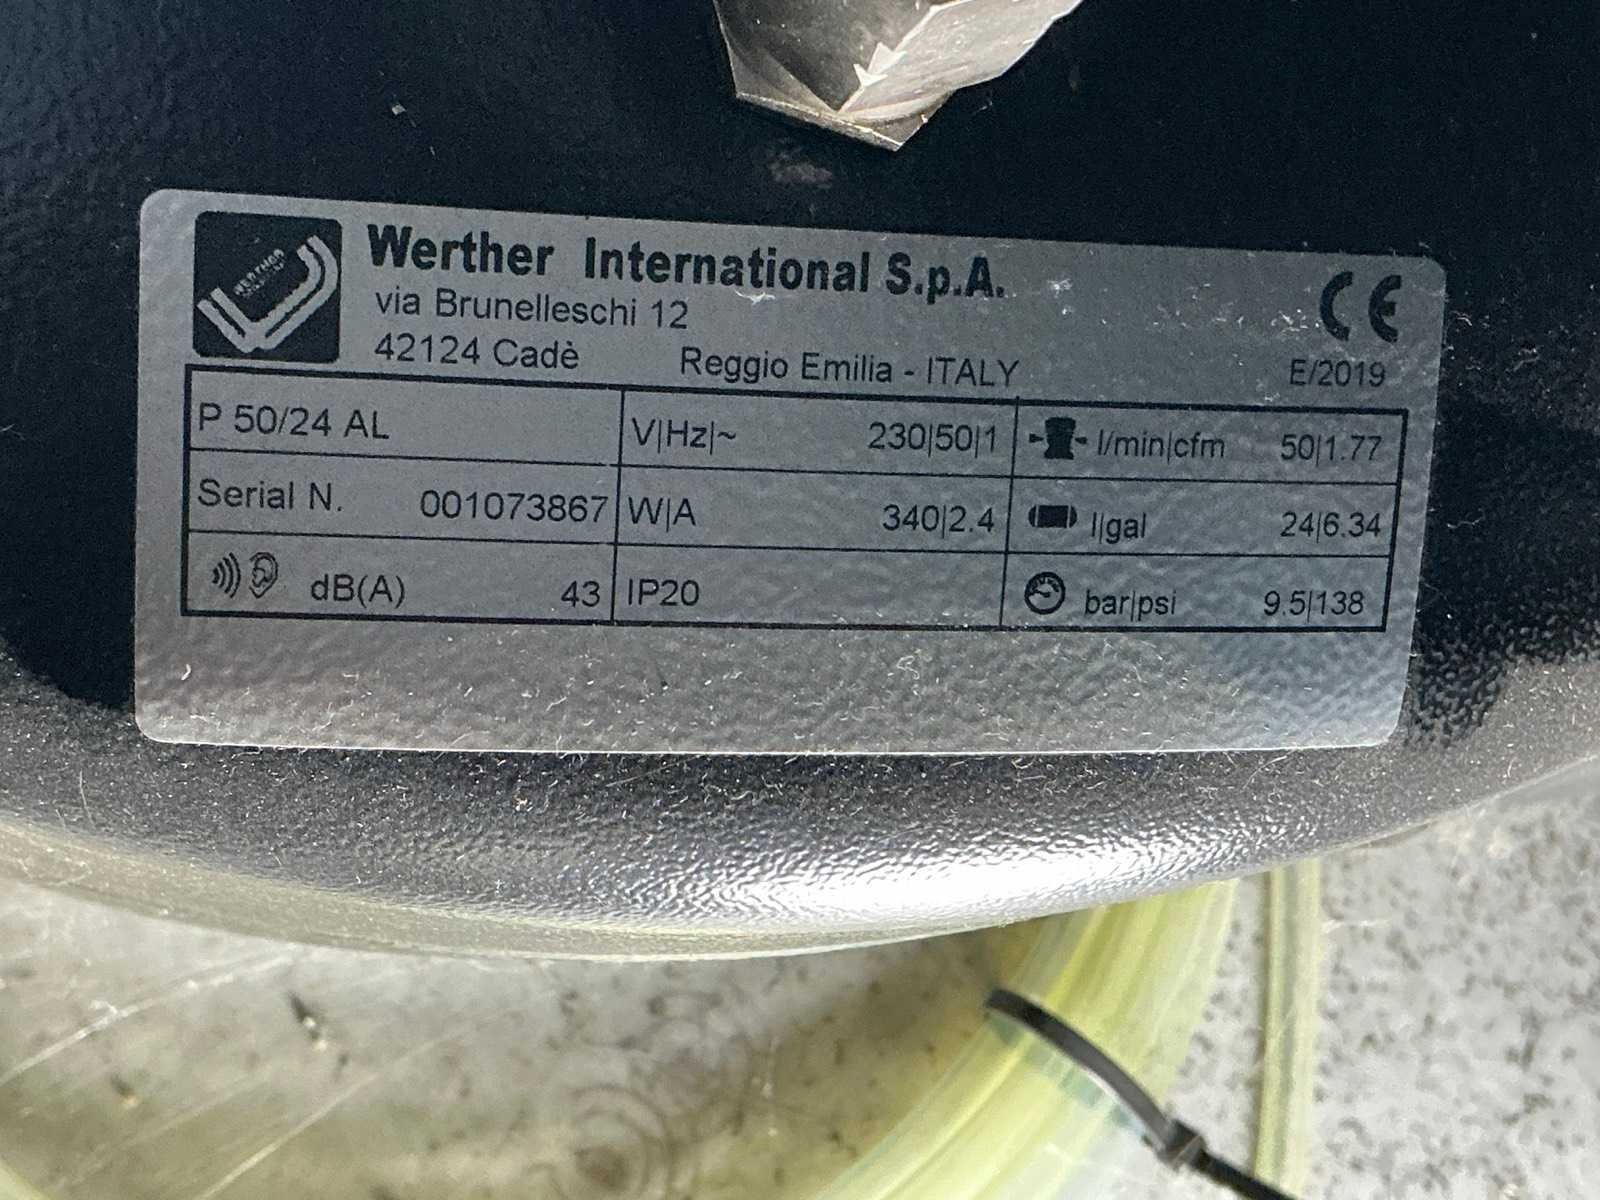 Werther International S.p.A.
via Brunelleschi 12
42124 Cadè Reggio Emilia - ITALY
CE
E/2019
P 50/24 AL V|Hz|~ 230|50|1 l/min|cfm 50|1.77
Serial N. 001073867 W|A 340|2.4 l|gal 24|6.34
dB(A) 43 IP20 bar|psi 9.5|138